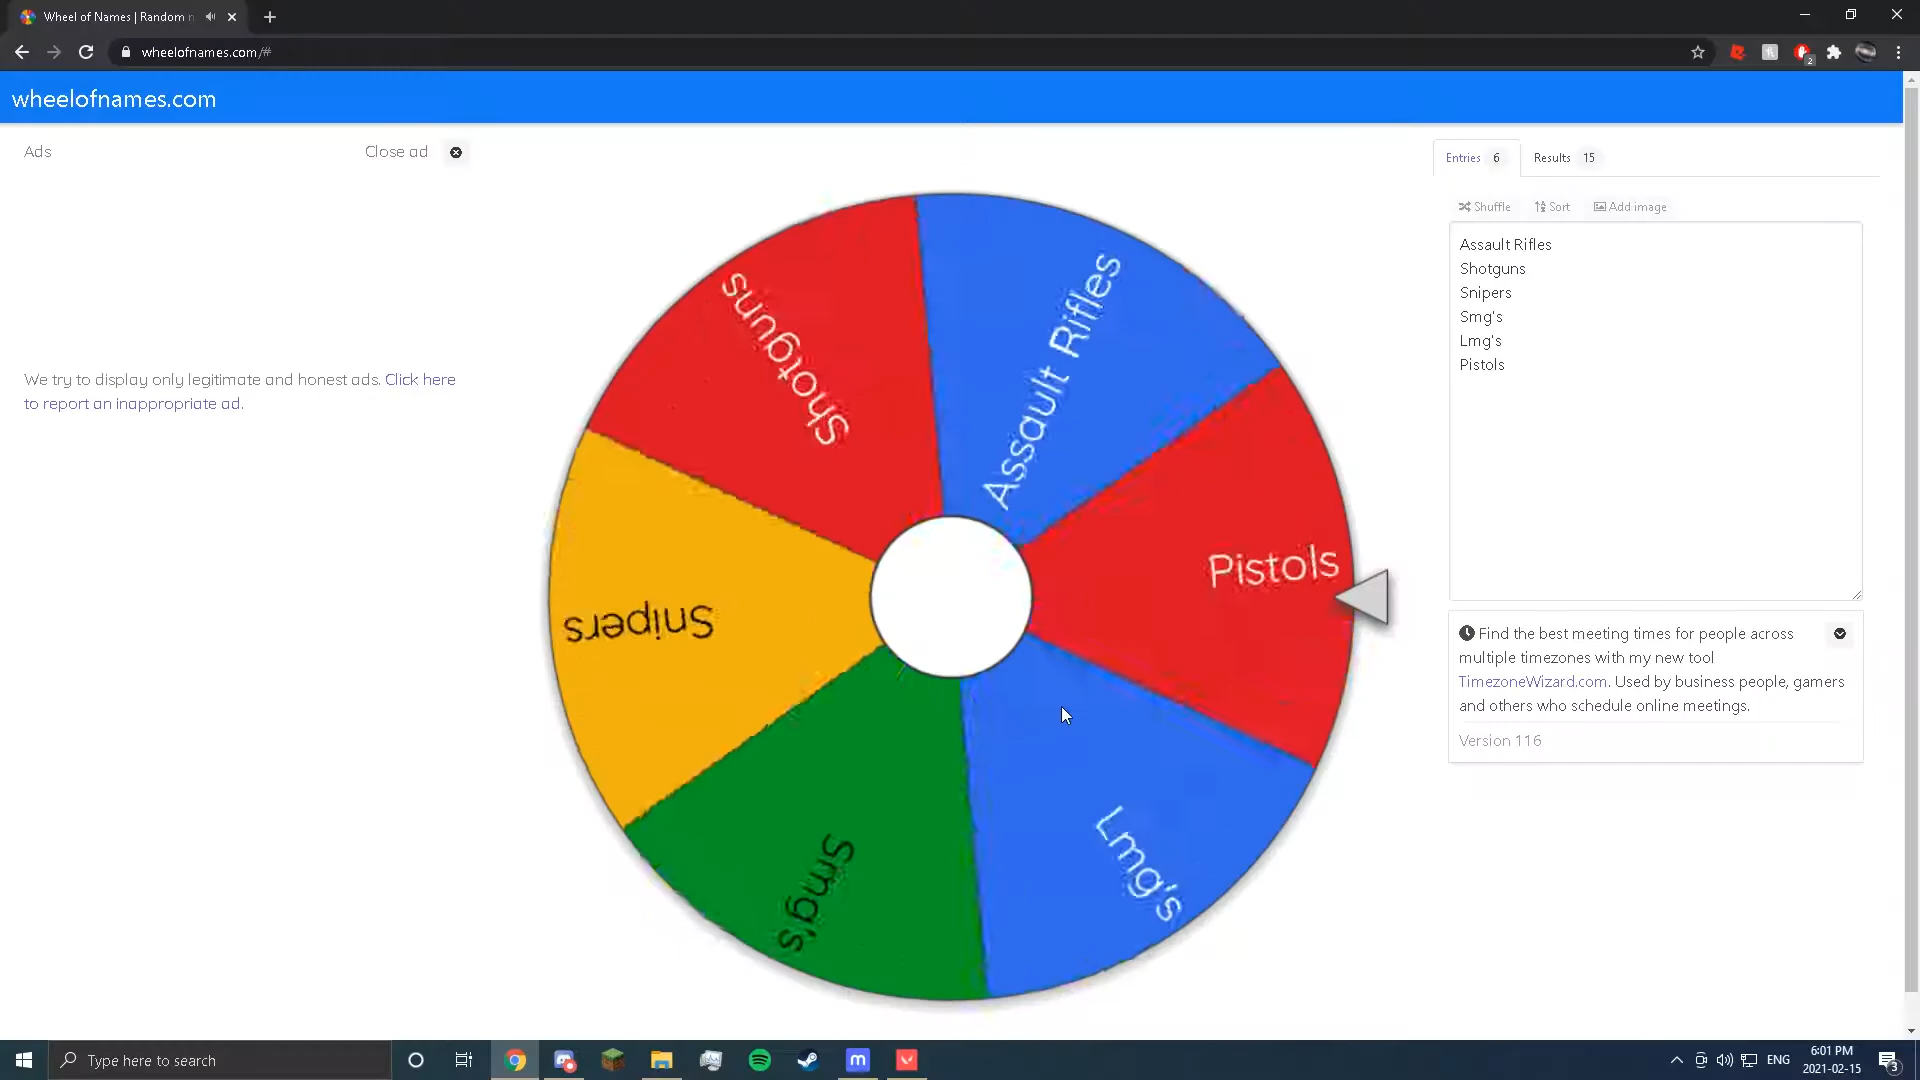 Wheel of Names | Random n
wheelofnames.com/#
2
wheelofnames.com
Ads
Close ad
Entries 6
Results 15
Shuffle
Sort
Add image
Assault Rifles
Shotguns
Snipers
Smg's
Lmg's
Pistols
We try to display only legitimate and honest ads. Click here
to report an inappropriate ad.
Shotguns
Assault Rifles
Pistols
Snipers
Smg's
Lmg's
Find the best meeting times for people across
multiple timezones with my new tool
TimezoneWizard.com. Used by business people, gamers
and others who schedule online meetings.
Version 116
Type here to search
m
ENG
6:01 PM
2021-02-15
3